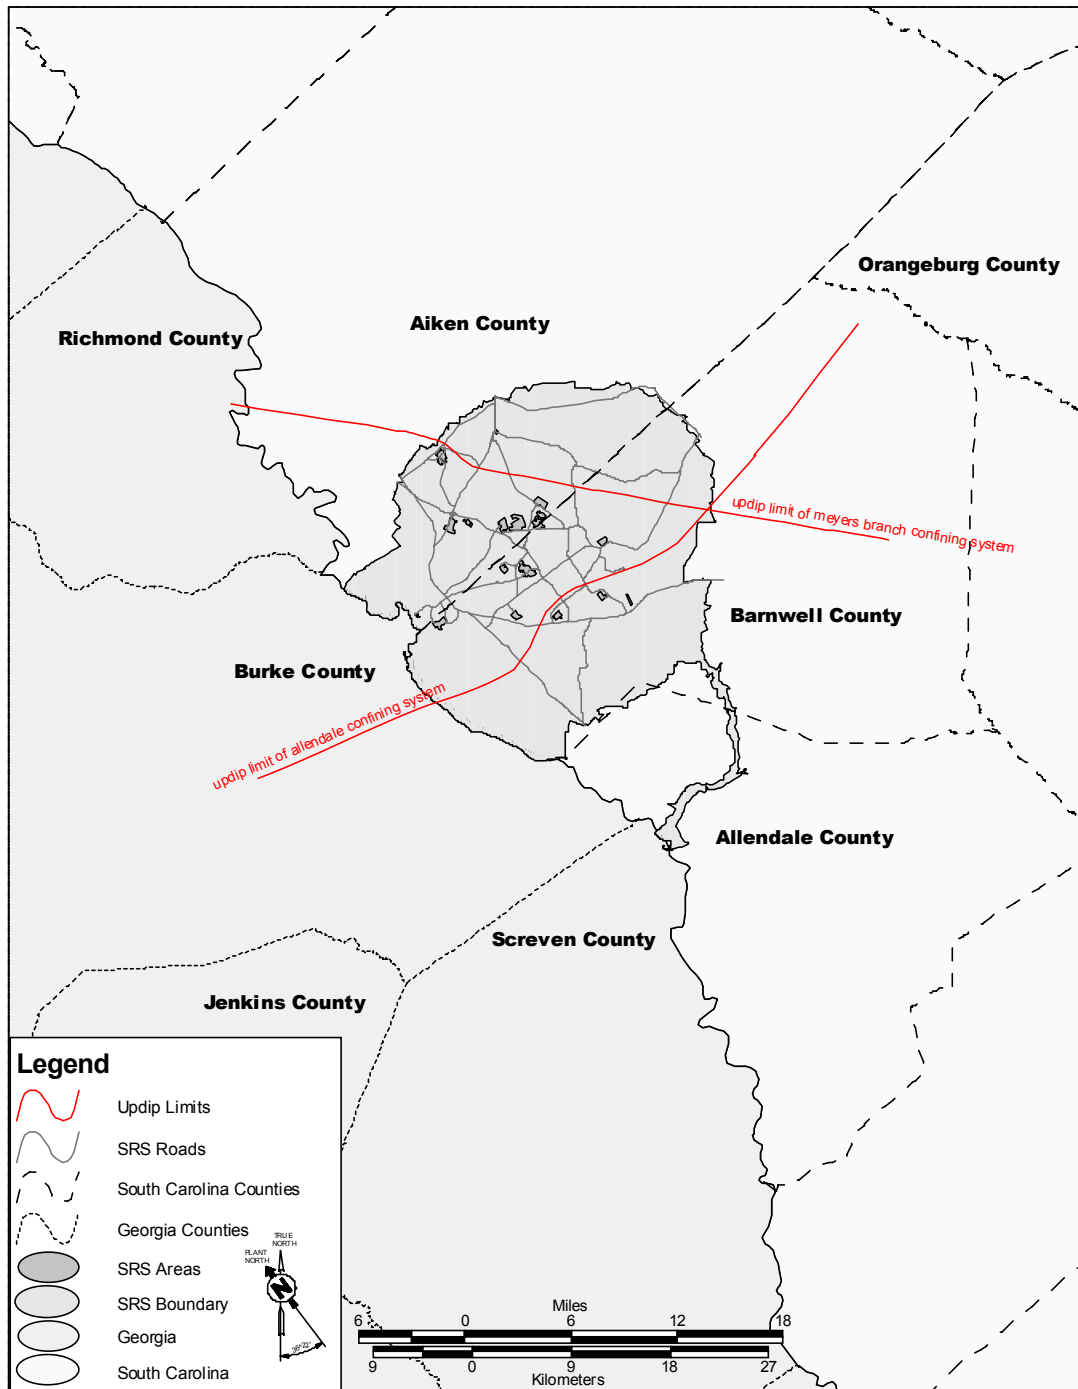 Orangeburg County
Aiken County
Richmond County
updip limit of meyers branch confining system
Barnwell County
Burke County
updip limit of allendale confining system
Allendale County
Screven County
Jenkins County
Legend
Updip Limits
SRS Roads
South Carolina Counties
Georgia Counties
SRS Areas
SRS Boundary
Georgia
South Carolina
TRUE
NORTH
PLANT
NORTH
N
36°22'
Miles
6 0 6 12 18
9 0 9 18 27
Kilometers